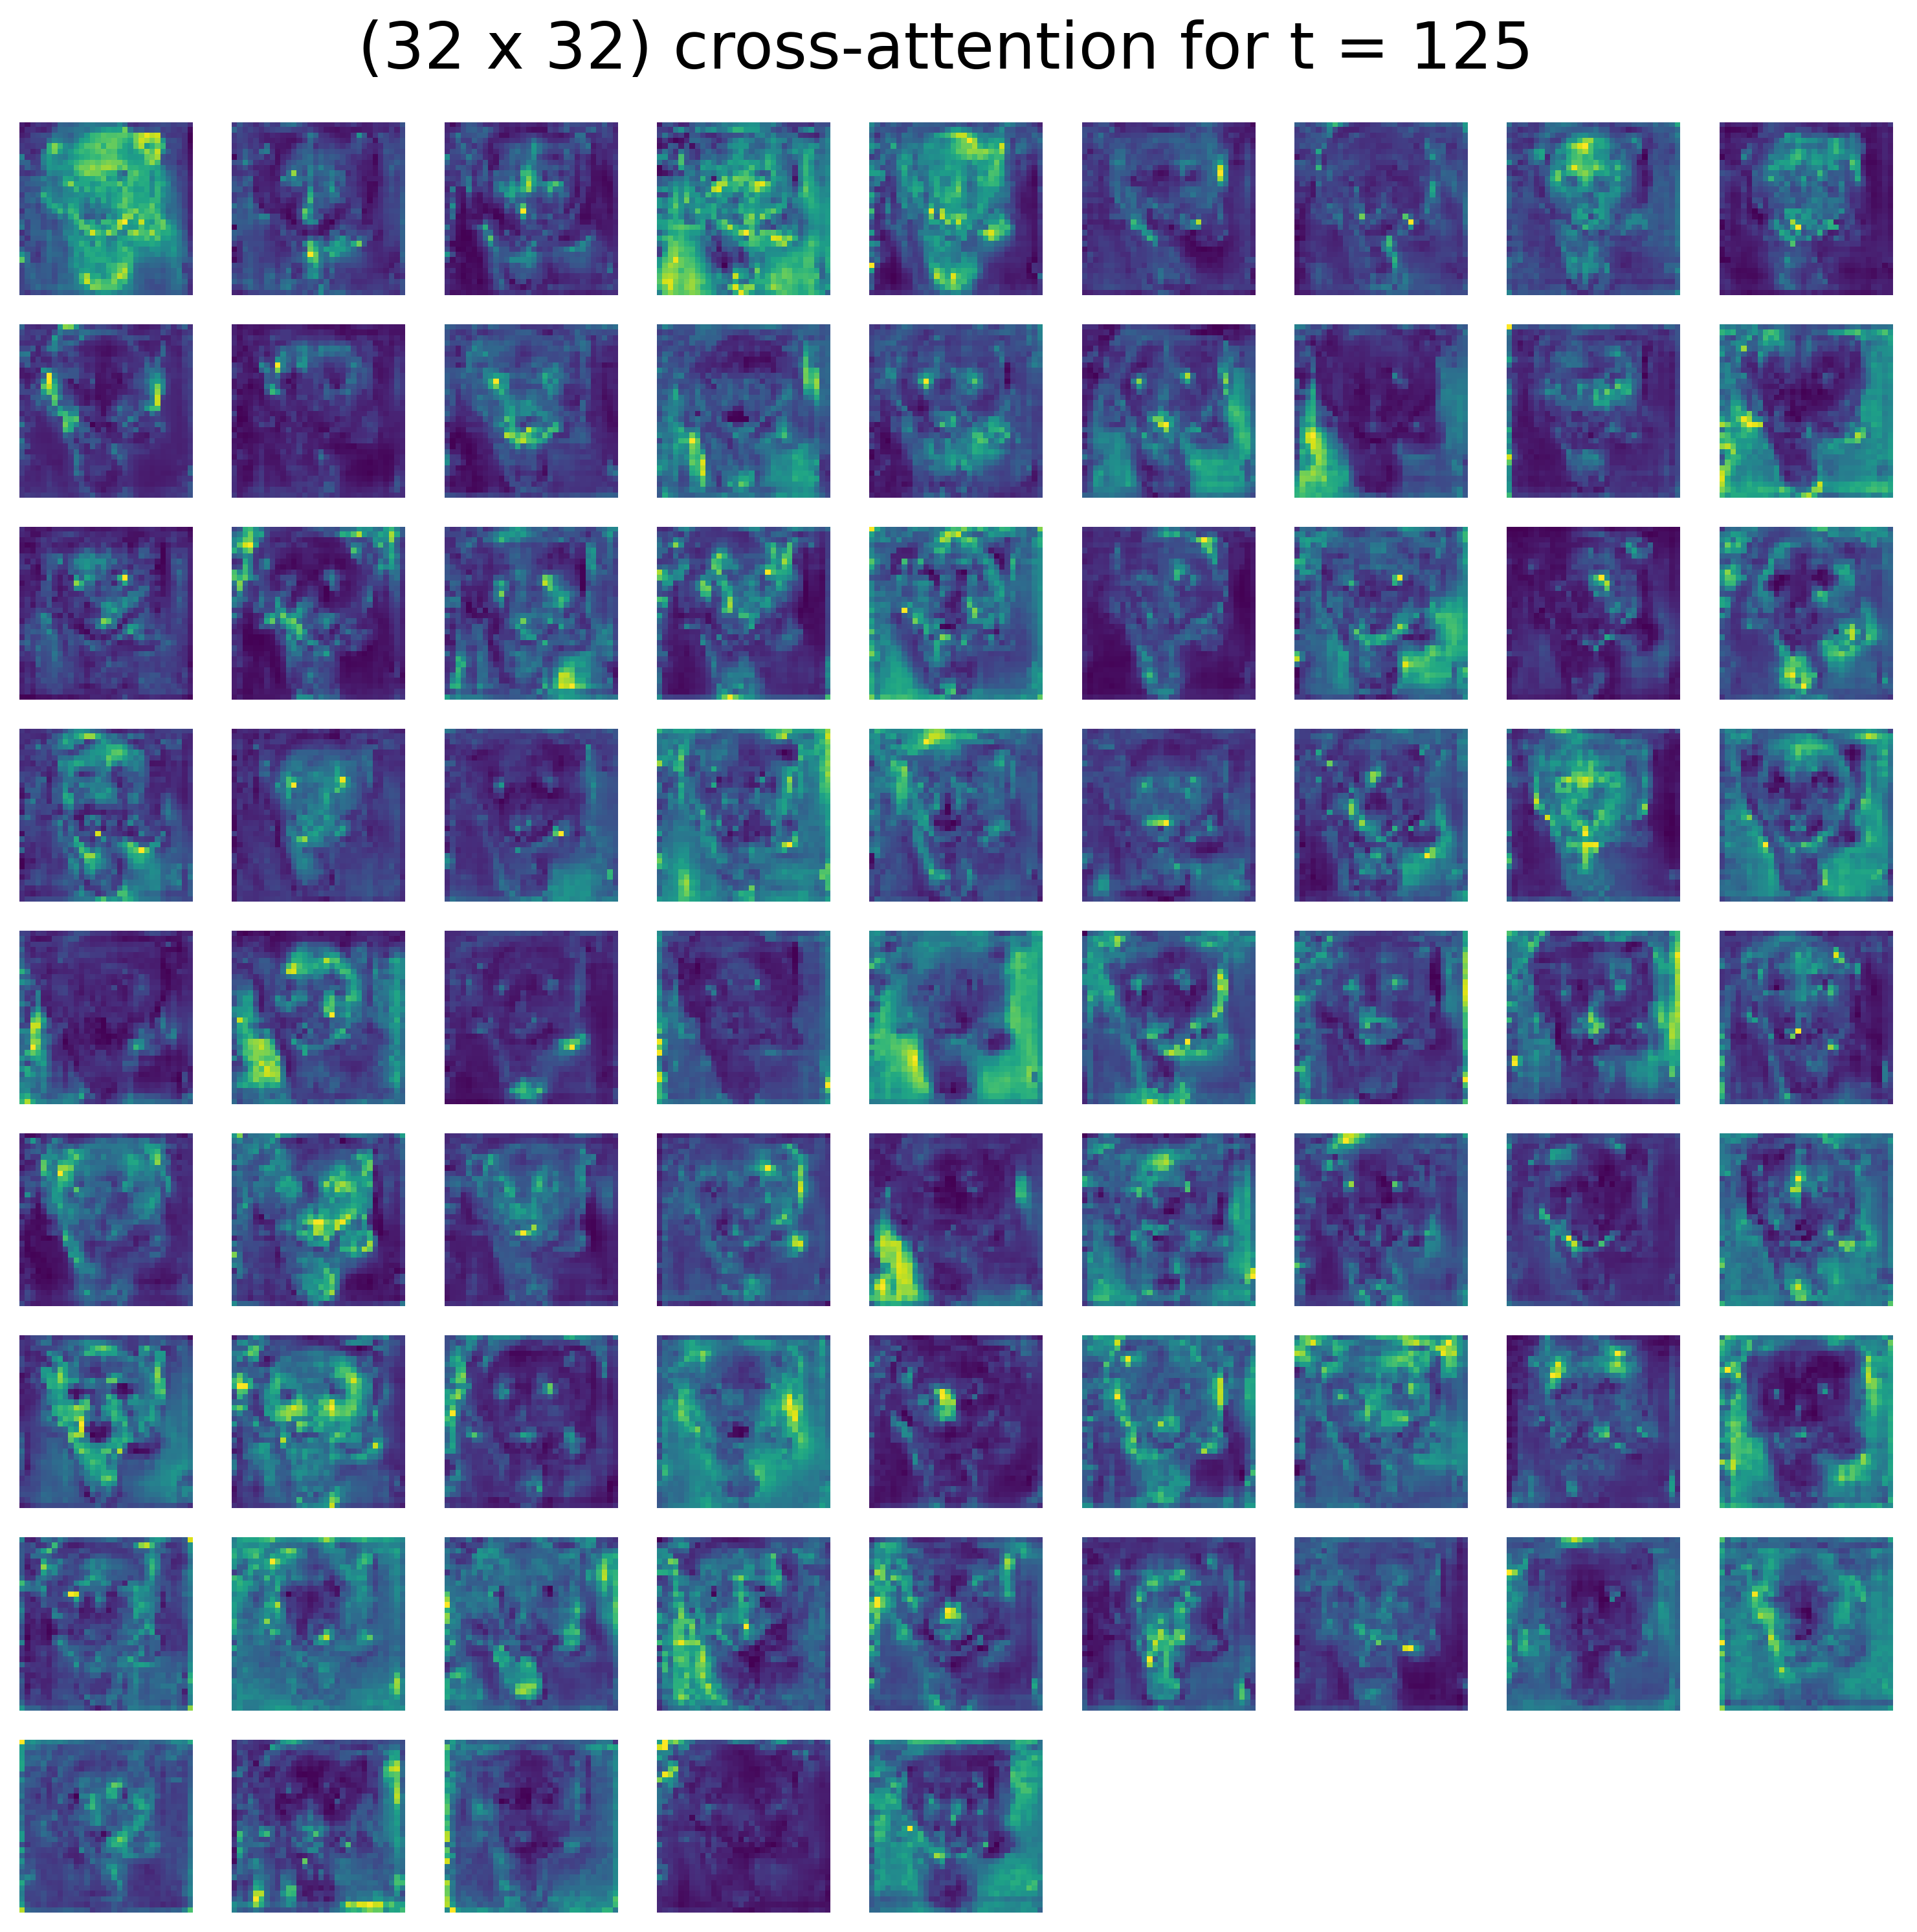 (32 x 32) cross-attention for t = 125